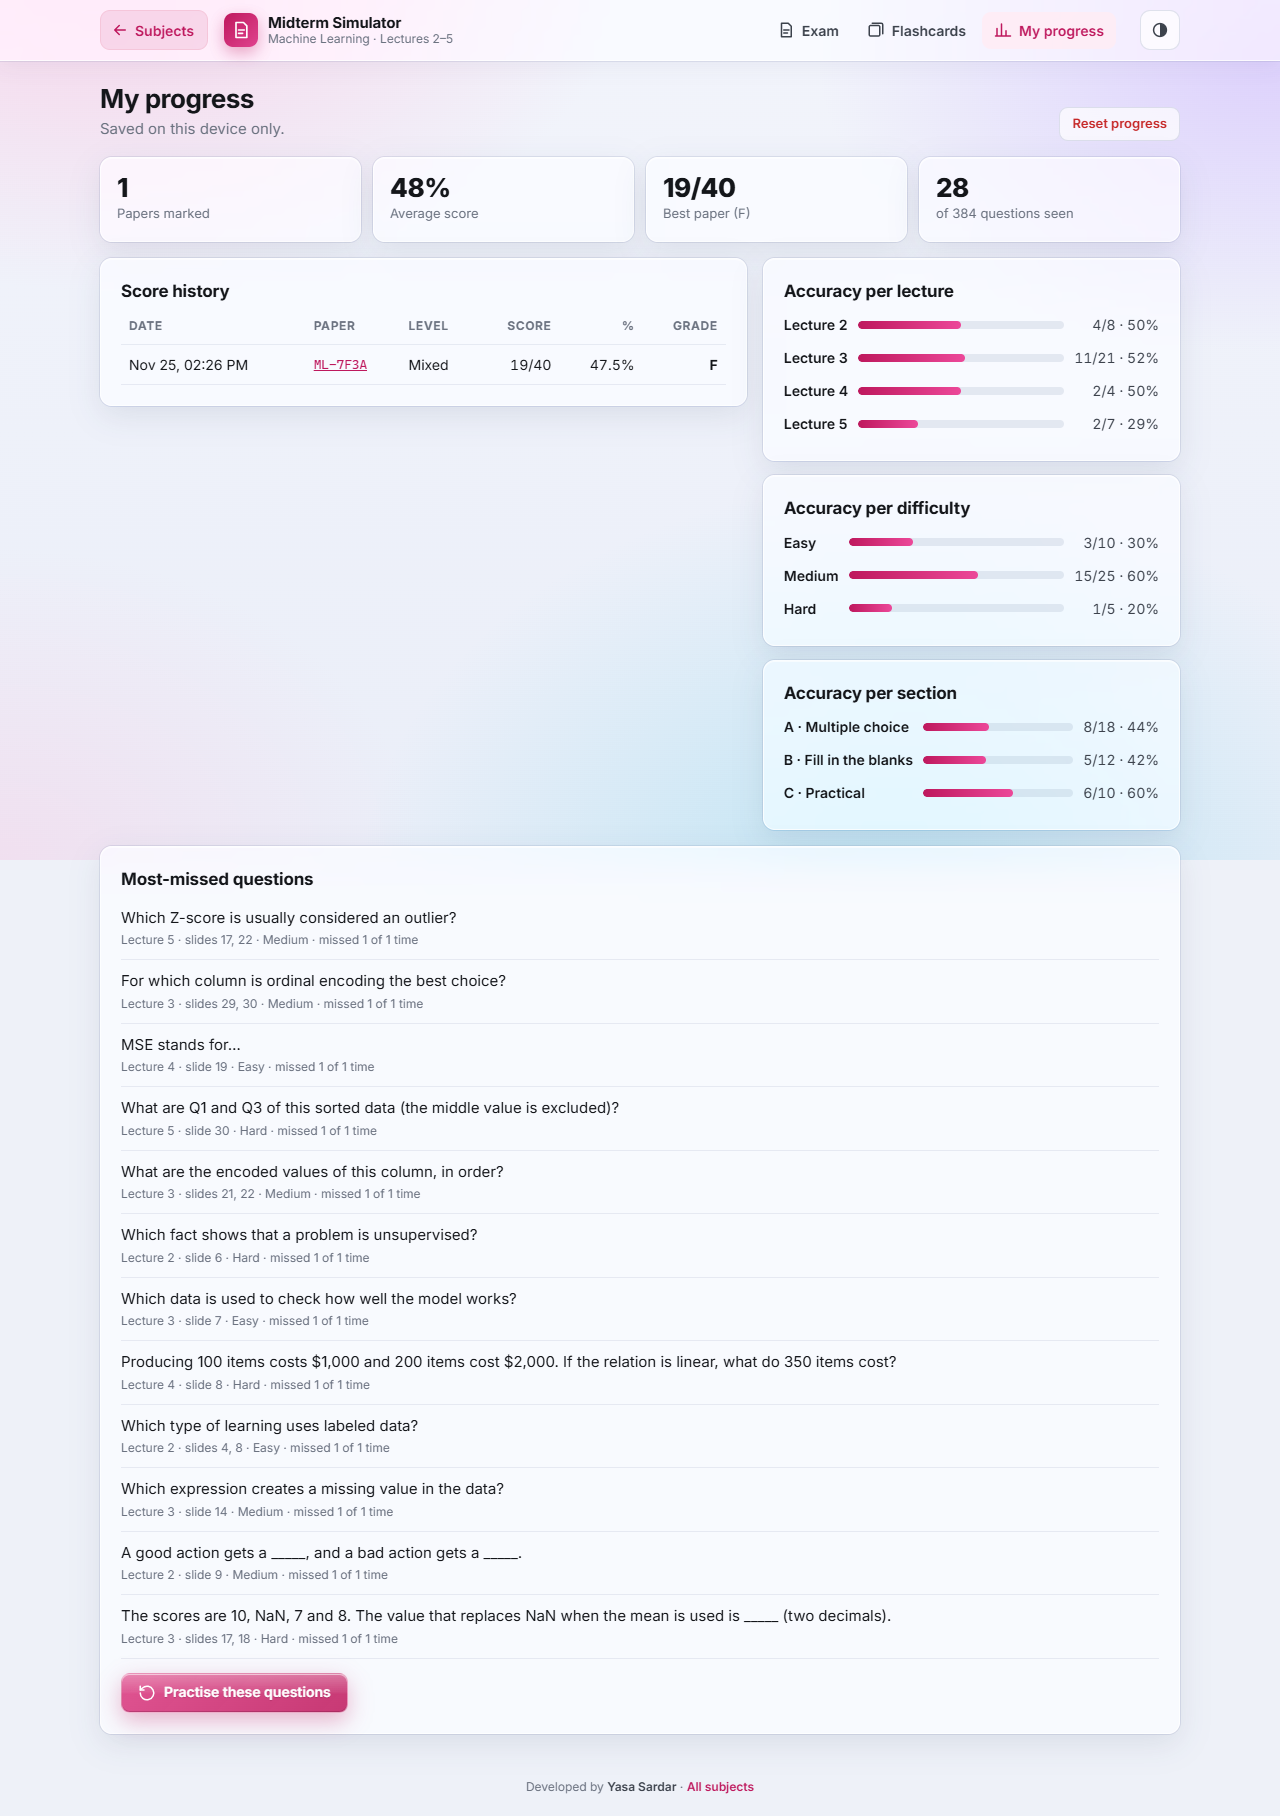 Subjects
Midterm Simulator
Machine Learning · Lectures 2–5
Exam
Flashcards
My progress
My progress
Saved on this device only.
Reset progress
1
Papers marked
48%
Average score
19/40
Best paper (F)
28
of 384 questions seen
Score history
DATE PAPER LEVEL SCORE % GRADE
Nov 25, 02:26 PM ML-7F3A Mixed 19/40 47.5% F
Accuracy per lecture
Lecture 2 4/8 · 50%
Lecture 3 11/21 · 52%
Lecture 4 2/4 · 50%
Lecture 5 2/7 · 29%
Accuracy per difficulty
Easy 3/10 · 30%
Medium 15/25 · 60%
Hard 1/5 · 20%
Accuracy per section
A · Multiple choice 8/18 · 44%
B · Fill in the blanks 5/12 · 42%
C · Practical 6/10 · 60%
Most-missed questions
Which Z-score is usually considered an outlier?
Lecture 5 · slides 17, 22 · Medium · missed 1 of 1 time
For which column is ordinal encoding the best choice?
Lecture 3 · slides 29, 30 · Medium · missed 1 of 1 time
MSE stands for…
Lecture 4 · slide 19 · Easy · missed 1 of 1 time
What are Q1 and Q3 of this sorted data (the middle value is excluded)?
Lecture 5 · slide 30 · Hard · missed 1 of 1 time
What are the encoded values of this column, in order?
Lecture 3 · slides 21, 22 · Medium · missed 1 of 1 time
Which fact shows that a problem is unsupervised?
Lecture 2 · slide 6 · Hard · missed 1 of 1 time
Which data is used to check how well the model works?
Lecture 3 · slide 7 · Easy · missed 1 of 1 time
Producing 100 items costs $1,000 and 200 items cost $2,000. If the relation is linear, what do 350 items cost?
Lecture 4 · slide 8 · Hard · missed 1 of 1 time
Which type of learning uses labeled data?
Lecture 2 · slides 4, 8 · Easy · missed 1 of 1 time
Which expression creates a missing value in the data?
Lecture 3 · slide 14 · Medium · missed 1 of 1 time
A good action gets a _____, and a bad action gets a _____.
Lecture 2 · slide 9 · Medium · missed 1 of 1 time
The scores are 10, NaN, 7 and 8. The value that replaces NaN when the mean is used is _____ (two decimals).
Lecture 3 · slides 17, 18 · Hard · missed 1 of 1 time
Practise these questions
Developed by Yasa Sardar · All subjects